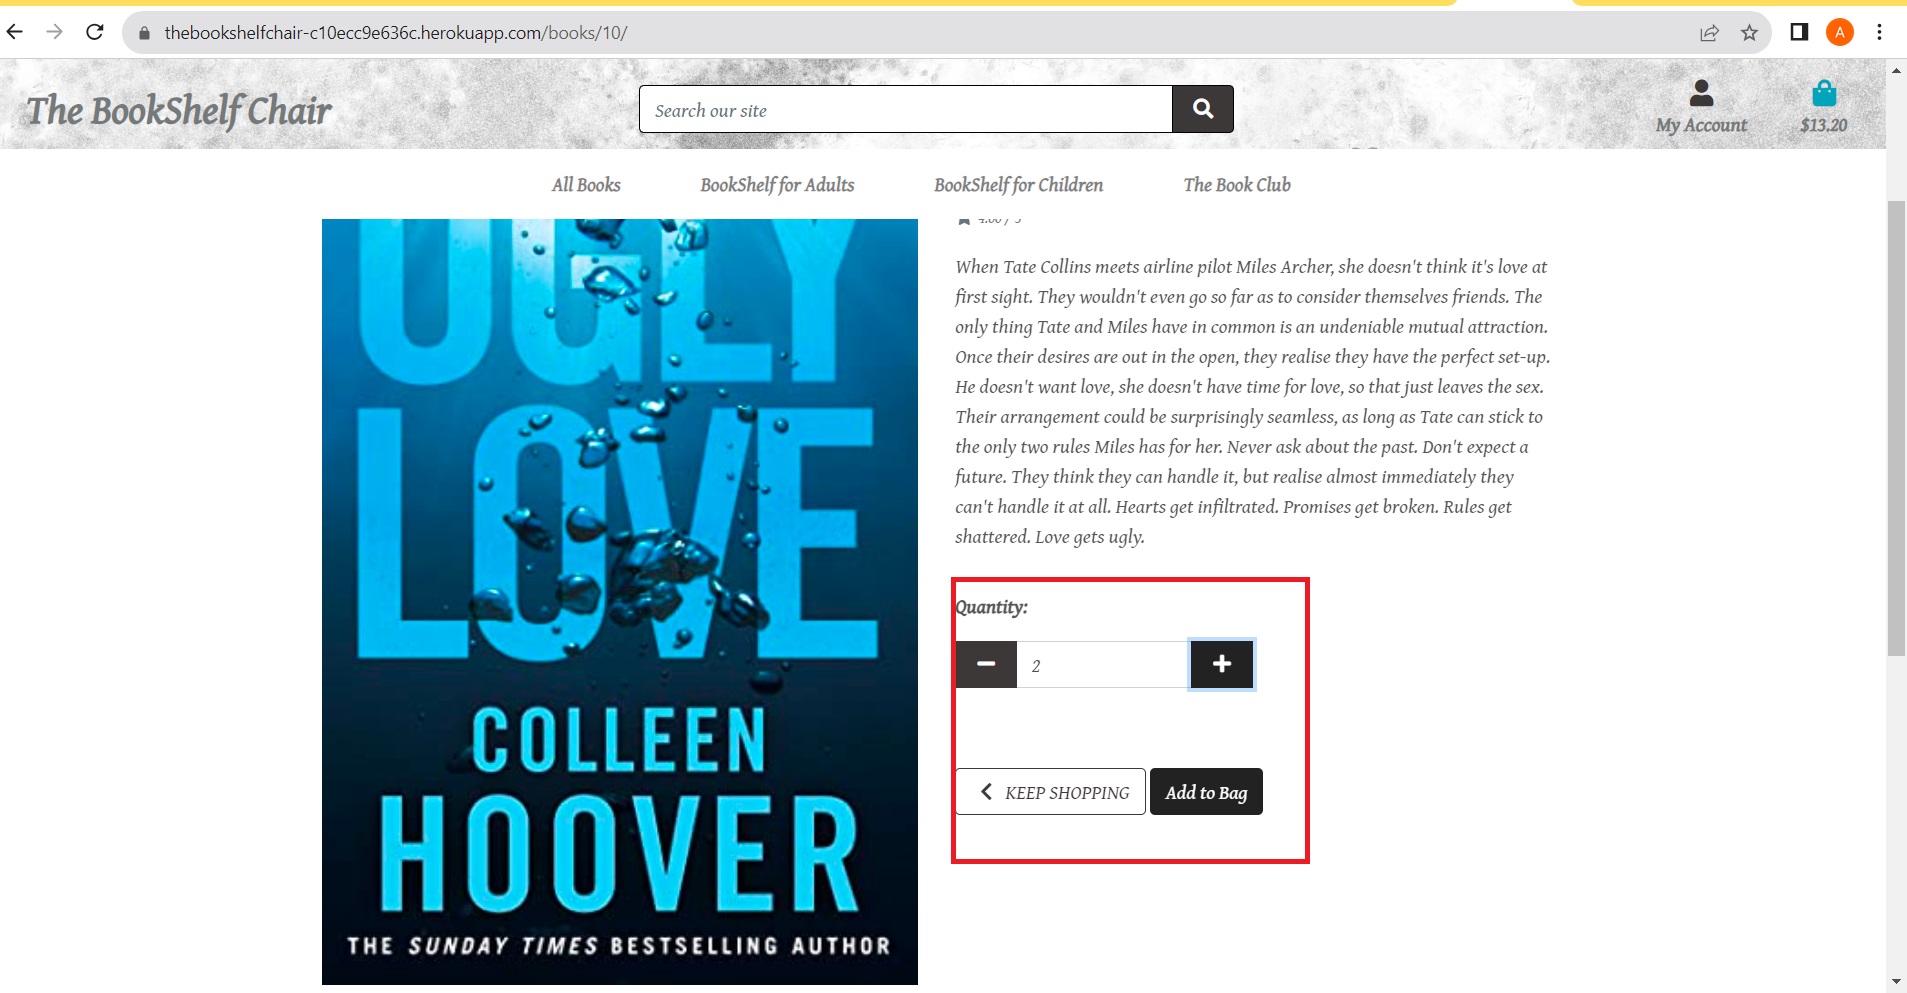 thebookshelfchair-c10ecc9e636c.herokuapp.com/books/10/
A
The BookShelf Chair
Search our site
My Account
$13.20
All Books
BookShelf for Adults
BookShelf for Children
The Book Club
UGLY
LOVE
COLLEEN
HOOVER
THE SUNDAY TIMES BESTSELLING AUTHOR
When Tate Collins meets airline pilot Miles Archer, she doesn't think it's love at
first sight. They wouldn't even go so far as to consider themselves friends. The
only thing Tate and Miles have in common is an undeniable mutual attraction.
Once their desires are out in the open, they realise they have the perfect set-up.
He doesn't want love, she doesn't have time for love, so that just leaves the sex.
Their arrangement could be surprisingly seamless, as long as Tate can stick to
the only two rules Miles has for her. Never ask about the past. Don't expect a
future. They think they can handle it, but realise almost immediately they
can't handle it at all. Hearts get infiltrated. Promises get broken. Rules get
shattered. Love gets ugly.
Quantity:
2
KEEP SHOPPING
Add to Bag